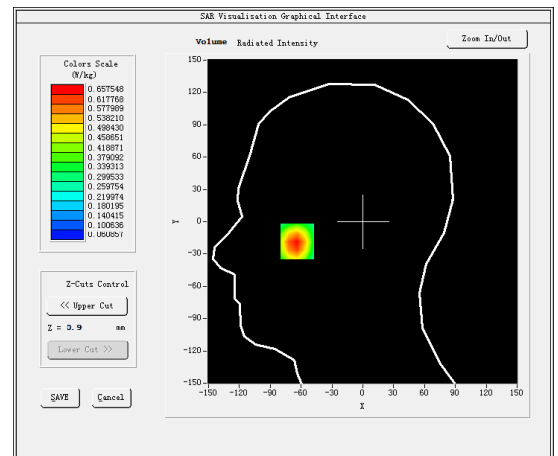 SAR Visualisation Graphical Interface
Volume Radiated Intensity
Zoom In/Out
Colors Scale
(W/kg)
0.657548
0.617768
0.577989
0.538210
0.498430
0.458651
0.418871
0.379092
0.339313
0.299533
0.259754
0.219974
0.180195
0.140415
0.100636
0.060857
Z-Cuts Control
<< Upper Cut
Z = 0.9 mm
Lower Cut >>
SAVE
Cancel
150
120
90
60
30
0
-30
-60
-90
-120
-150
Y
-150 -120 -90 -60 -30 0 30 60 90 120 150
X